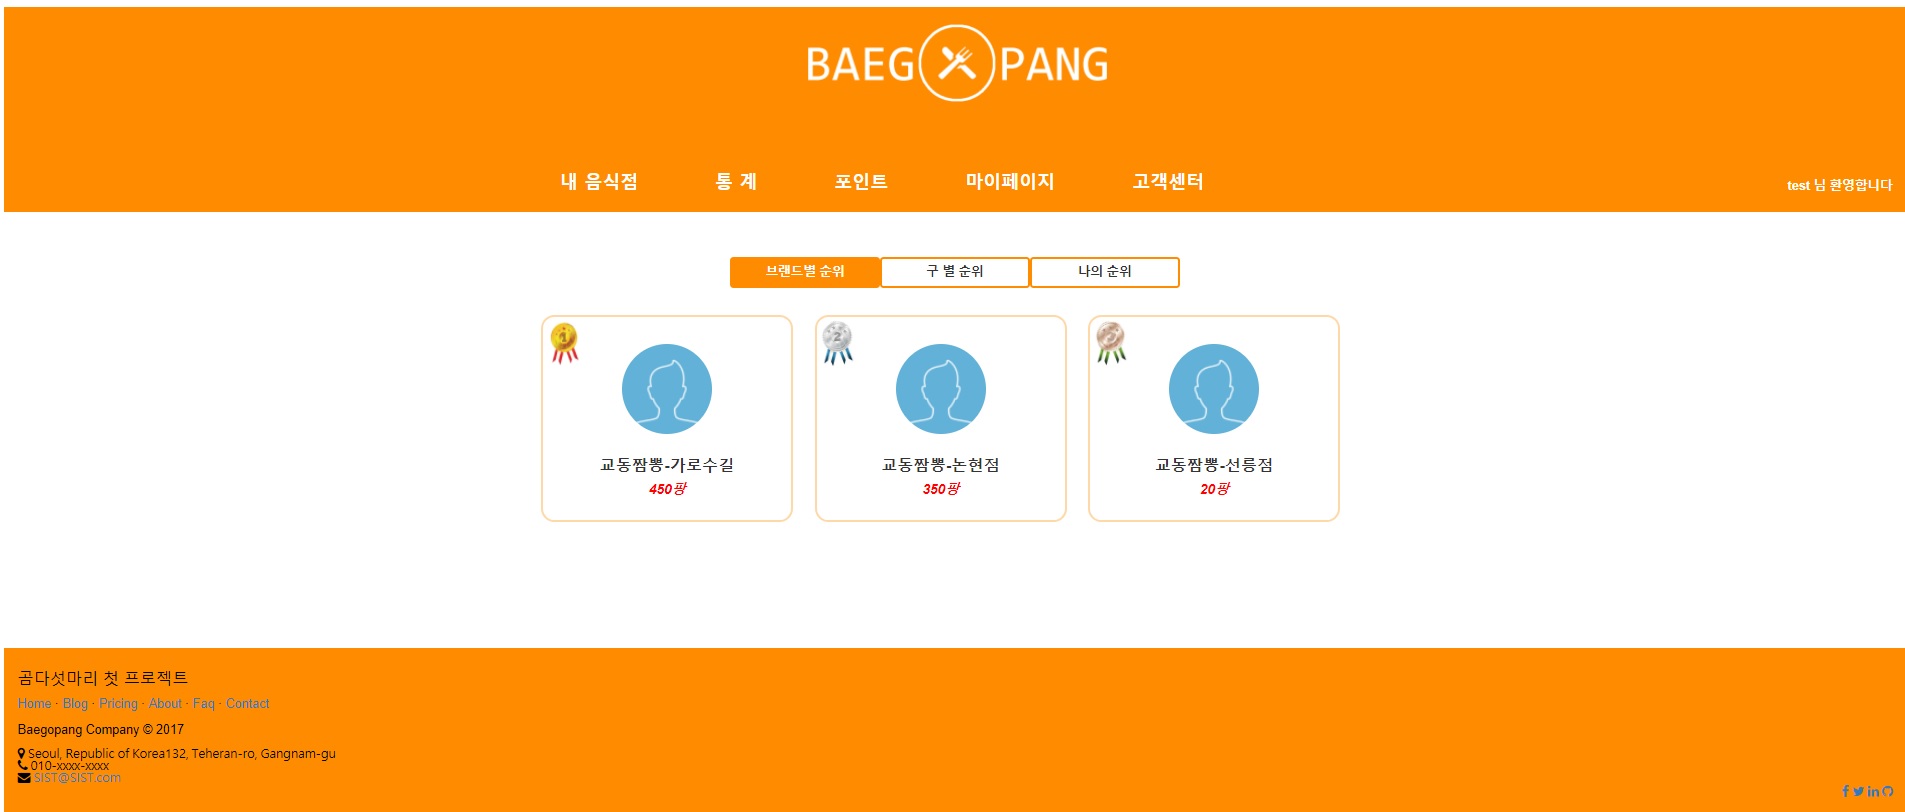 BAEG PANG
내 음식점 통 계 포인트 마이페이지 고객센터
test 님 환영합니다
브랜드별 순위 구 별 순위 나의 순위
1 2 3
교동짬뽕-가로수길 교동짬뽕-논현점 교동짬뽕-선릉점
450팡 350팡 20팡
곰다섯마리 첫 프로젝트
Home · Blog · Pricing · About · Faq · Contact
Baegopang Company © 2017
Seoul, Republic of Korea132, Teheran-ro, Gangnam-gu
010-xxxx-xxxx
SIST@SIST.com